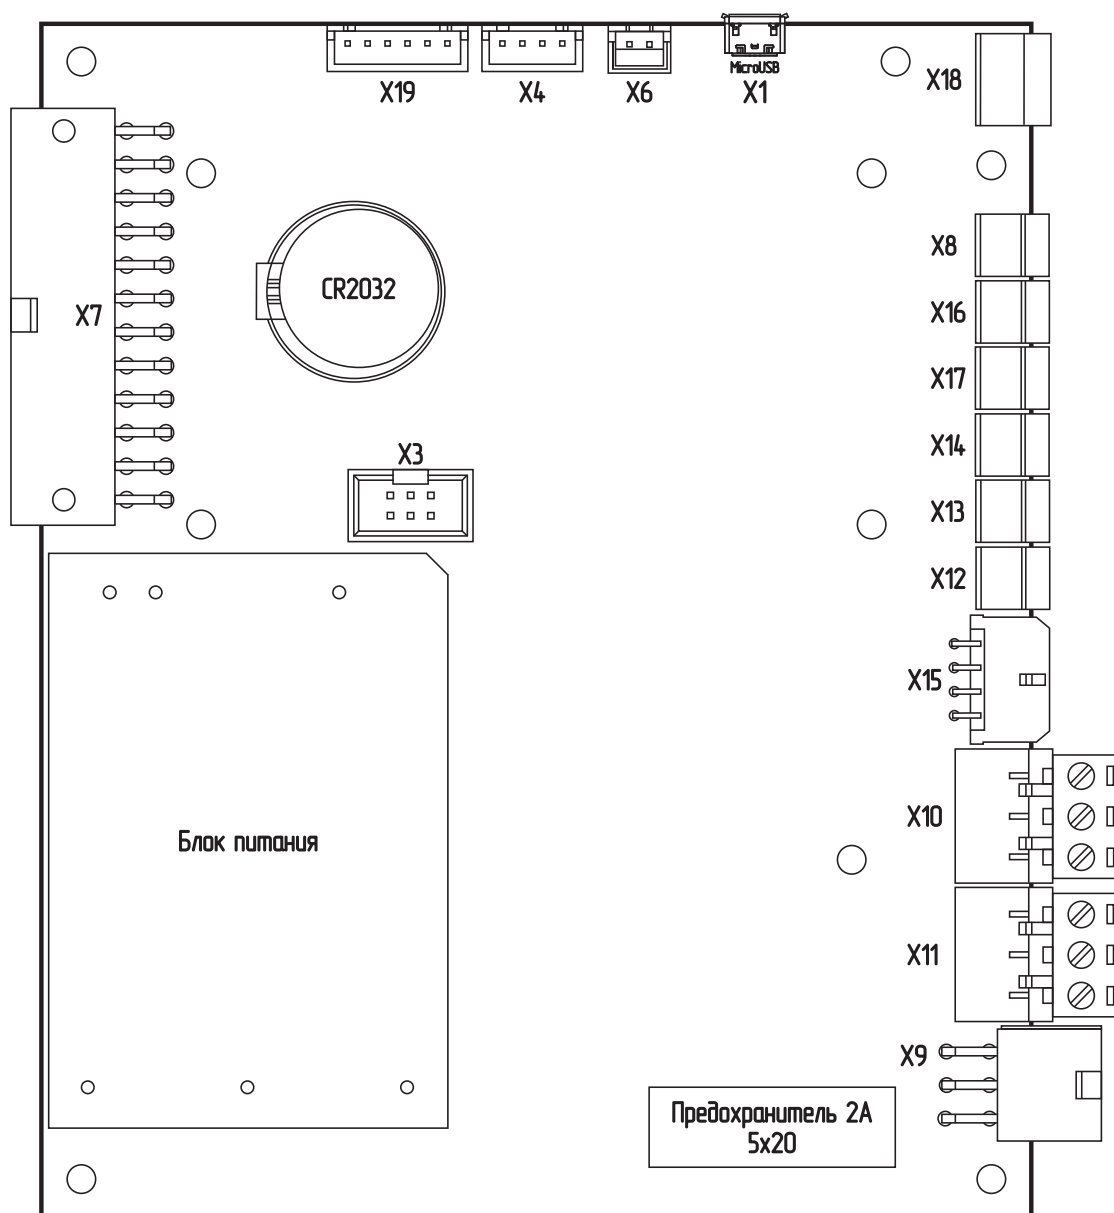 MicroUSB
X19
X4
X6
X1
X18
X8
CR2032
X7
X16
X17
X14
X3
X13
X12
X15
X10
Блок питания
X11
X9
Предохранитель 2А
5x20